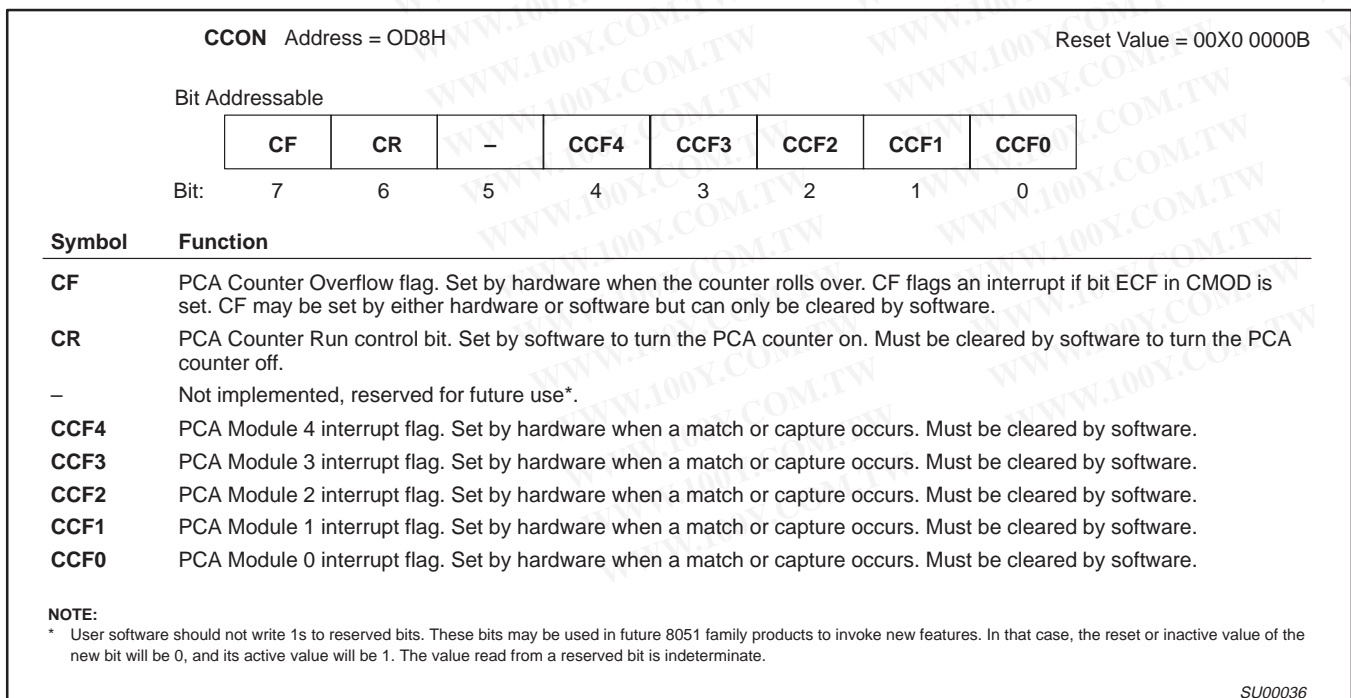 CCON Address = OD8H Reset Value = 00X0 0000B
Bit Addressable
CF CR – CCF4 CCF3 CCF2 CCF1 CCF0
Bit: 7 6 5 4 3 2 1 0
Symbol Function
CF PCA Counter Overflow flag. Set by hardware when the counter rolls over. CF flags an interrupt if bit ECF in CMOD is
set. CF may be set by either hardware or software but can only be cleared by software.
CR PCA Counter Run control bit. Set by software to turn the PCA counter on. Must be cleared by software to turn the PCA
counter off.
– Not implemented, reserved for future use*.
CCF4 PCA Module 4 interrupt flag. Set by hardware when a match or capture occurs. Must be cleared by software.
CCF3 PCA Module 3 interrupt flag. Set by hardware when a match or capture occurs. Must be cleared by software.
CCF2 PCA Module 2 interrupt flag. Set by hardware when a match or capture occurs. Must be cleared by software.
CCF1 PCA Module 1 interrupt flag. Set by hardware when a match or capture occurs. Must be cleared by software.
CCF0 PCA Module 0 interrupt flag. Set by hardware when a match or capture occurs. Must be cleared by software.
NOTE:
* User software should not write 1s to reserved bits. These bits may be used in future 8051 family products to invoke new features. In that case, the reset or inactive value of the
new bit will be 0, and its active value will be 1. The value read from a reserved bit is indeterminate.
SU00036
WWW.100Y.COM.TW